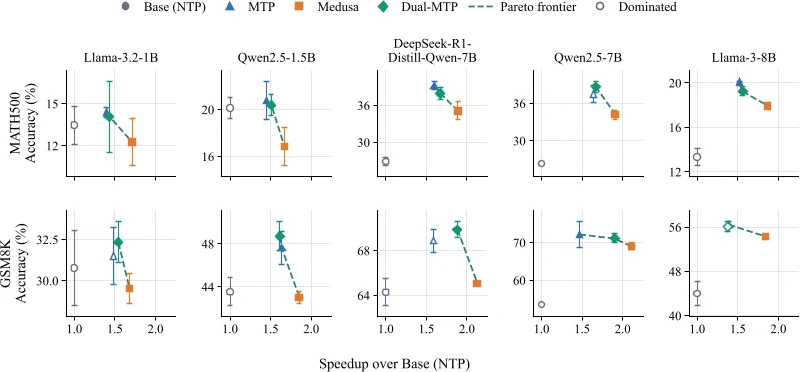 Base (NTP) MTP Medusa Dual-MTP Pareto frontier Dominated
Llama-3.2-1B
Qwen2.5-1.5B
DeepSeek-R1-
Distill-Qwen-7B
Qwen2.5-7B
Llama-3-8B
MATH500
Accuracy (%)
15
12
20
16
36
30
36
30
20
16
12
GSM8K
Accuracy (%)
32.5
30.0
48
44
68
64
70
60
56
48
40
1.0 1.5 2.0
1.0 1.5 2.0
1.0 1.5 2.0
1.0 1.5 2.0
1.0 1.5 2.0
Speedup over Base (NTP)